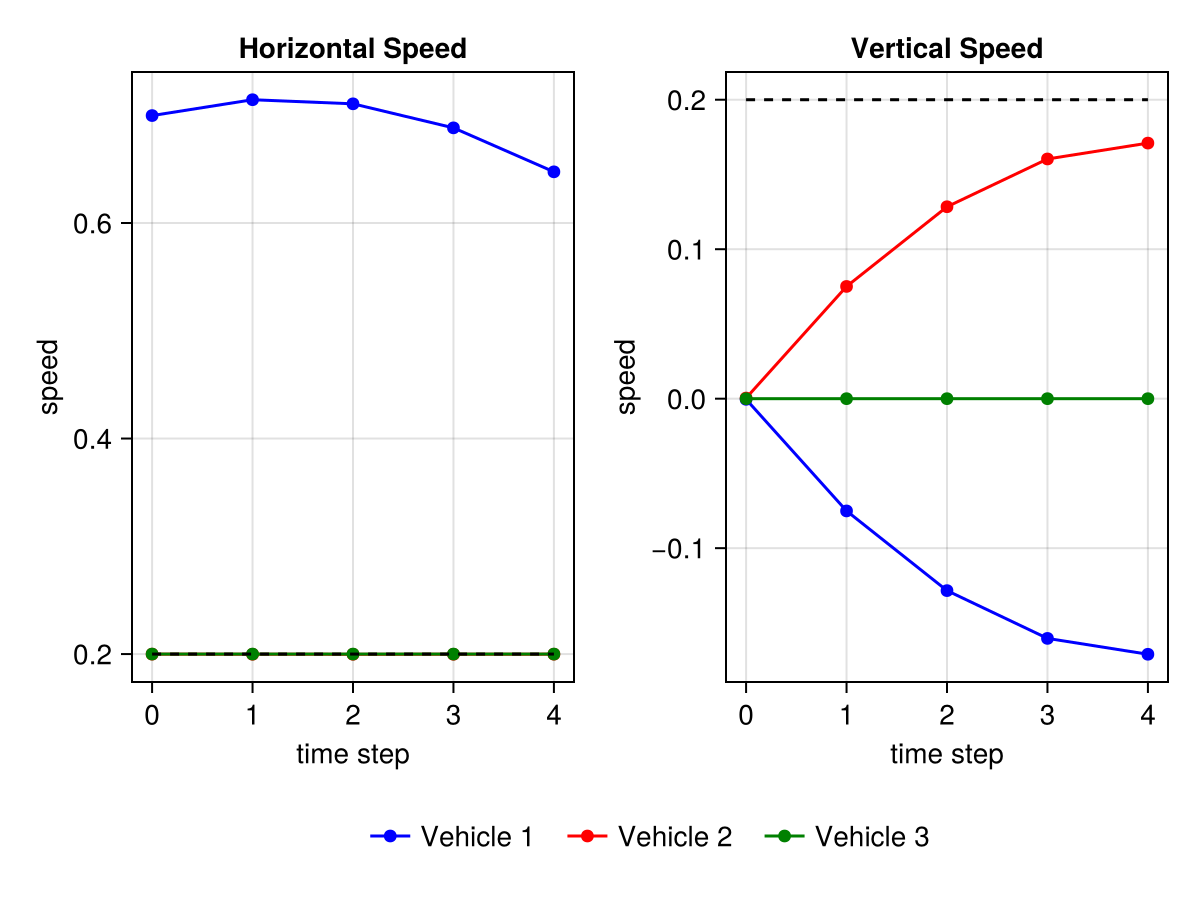 Horizontal Speed
0.6
0.4
0.2
speed
0 1 2 3 4
time step
Vertical Speed
0.2
0.1
0.0
−0.1
speed
0 1 2 3 4
time step
Vehicle 1 Vehicle 2 Vehicle 3